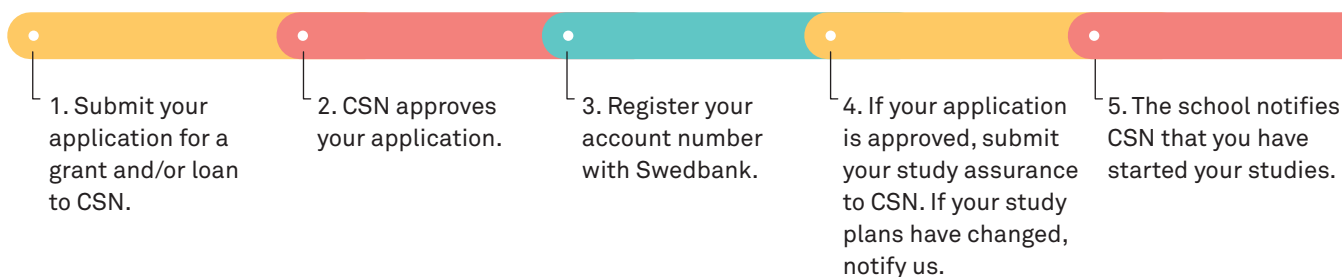 1. Submit your
application for a
grant and/or loan
to CSN.
2. CSN approves
your application.
3. Register your
account number
with Swedbank.
4. If your application
is approved, submit
your study assurance
to CSN. If your study
plans have changed,
notify us.
5. The school notifies
CSN that you have
started your studies.